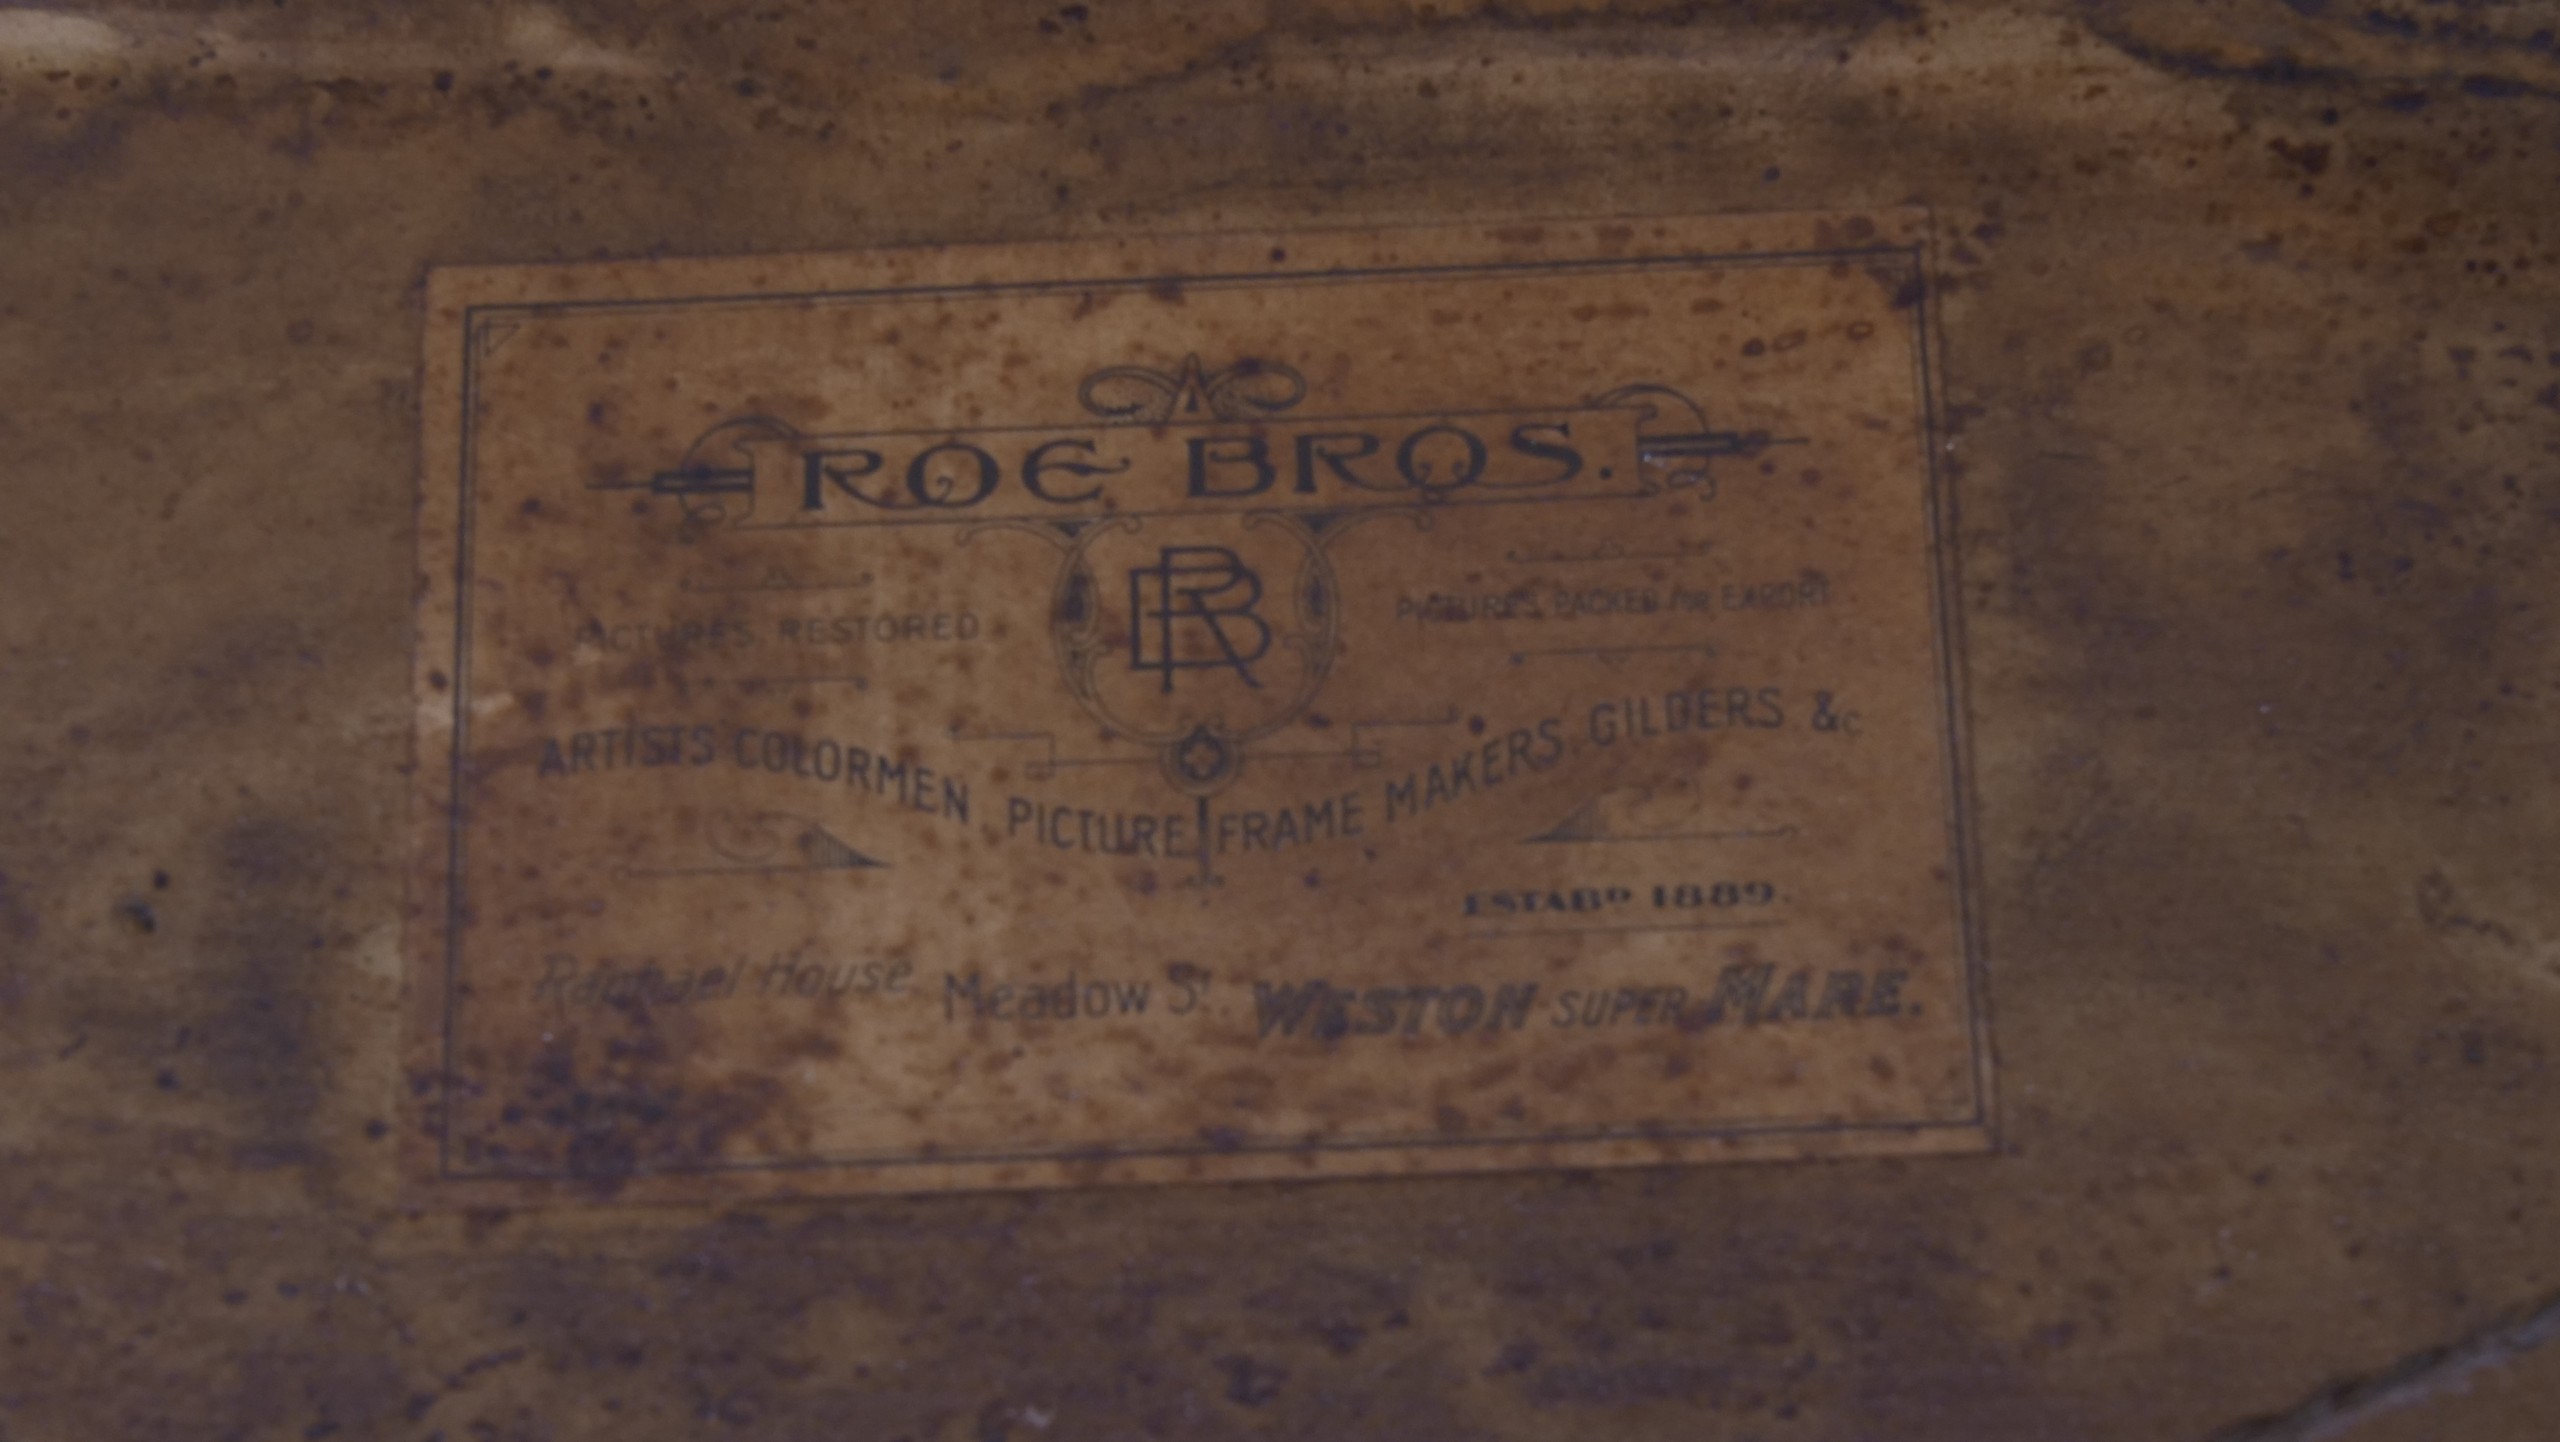 ROE BROS.
RB
PICTURES RESTORED
PICTURES PACKED for EXPORT
ARTISTS COLORMEN PICTURE FRAME MAKERS GILDERS &c
ESTABD 1889.
Raphael House Meadow St. WESTON SUPER MARE.